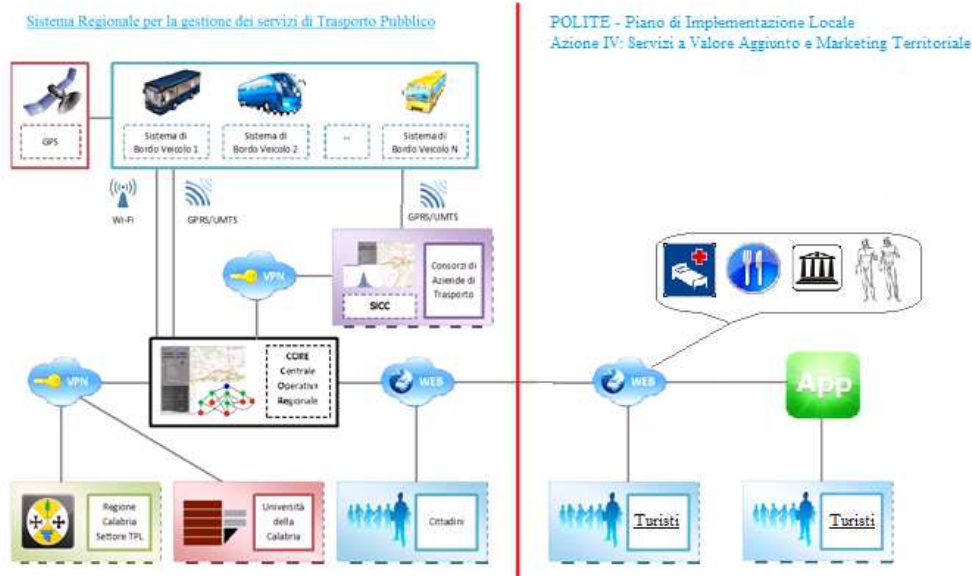 Sistema Regionale per la gestione dei servizi di Trasporto Pubblico
POLITE - Piano di Implementazione Locale
Azione IV: Servizi a Valore Aggiunto e Marketing Territoriale
GPS
Sistema di
Bordo Veicolo 1
Sistema di
Bordo Veicolo 2
...
Sistema di
Bordo Veicolo N
Wi-Fi
GPRS/UMTS
GPRS/UMTS
VPN
SICC
Consorzi di
Aziende di
Trasporto
VPN
CORE
Centrale
Operativa
Regionale
WEB
WEB
App
Regione
Calabria
Settore TPL
Università
della
Calabria
Cittadini
Turisti
Turisti